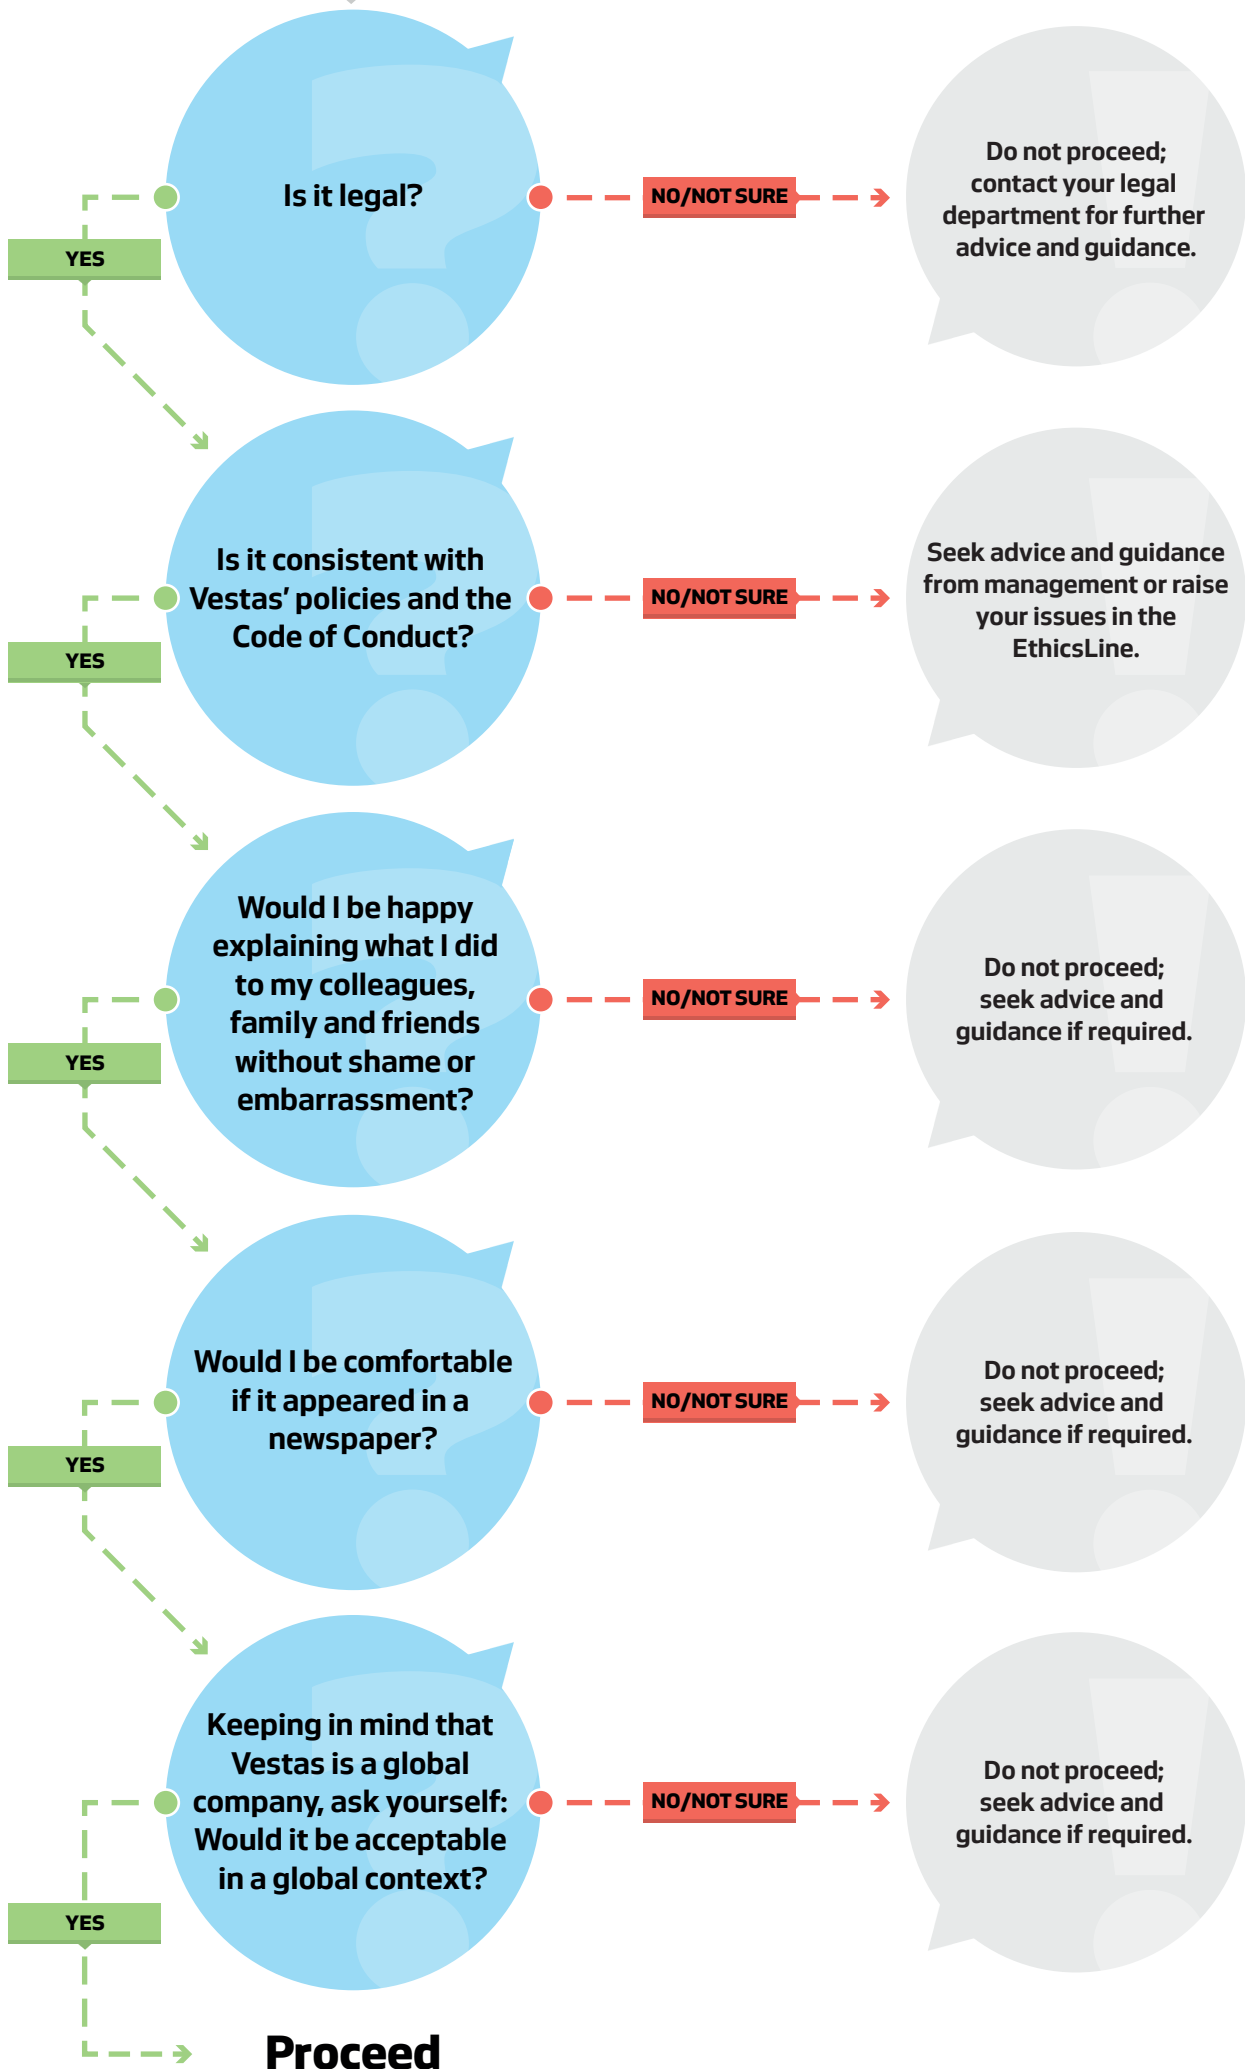 Is it legal?
NO/NOT SURE
Do not proceed;
contact your legal
department for further
advice and guidance.
YES
Is it consistent with
Vestas’ policies and the
Code of Conduct?
NO/NOT SURE
Seek advice and guidance
from management or raise
your issues in the
EthicsLine.
YES
Would I be happy
explaining what I did
to my colleagues,
family and friends
without shame or
embarrassment?
NO/NOT SURE
Do not proceed;
seek advice and
guidance if required.
YES
Would I be comfortable
if it appeared in a
newspaper?
NO/NOT SURE
Do not proceed;
seek advice and
guidance if required.
YES
Keeping in mind that
Vestas is a global
company, ask yourself:
Would it be acceptable
in a global context?
NO/NOT SURE
Do not proceed;
seek advice and
guidance if required.
YES
Proceed